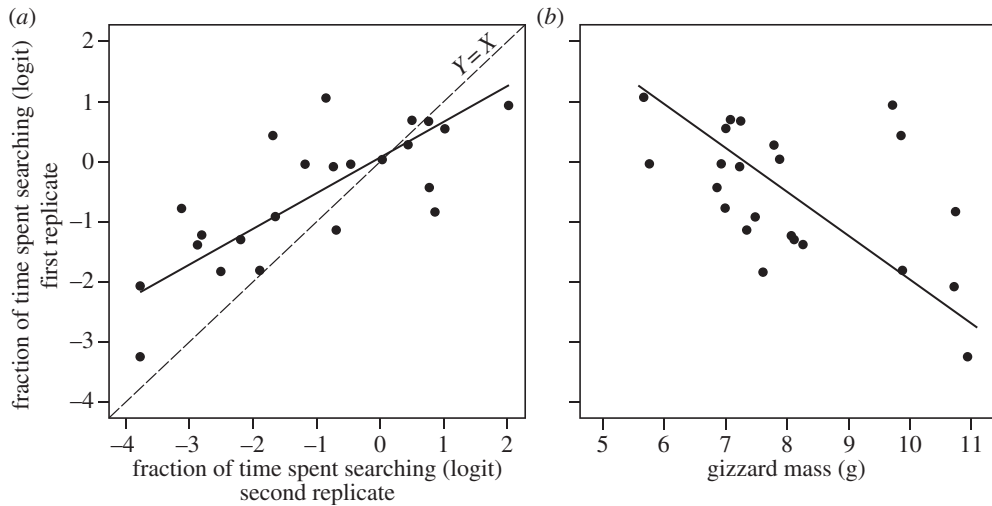 (a)
(b)
fraction of time spent searching (logit)
first replicate
2
1
0
−1
−2
−3
−4
Y = X
−4 −3 −2 −1 0 1 2
fraction of time spent searching (logit)
second replicate
5 6 7 8 9 10 11
gizzard mass (g)